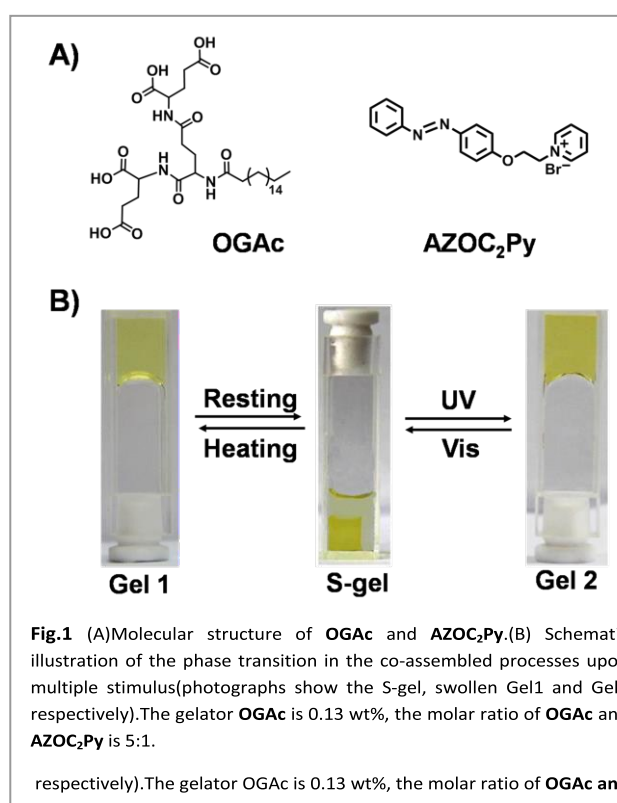 A)
OH
O
OH
O
O
HN
O
O
HO
H
N
O
N
H
O
14
HO
O
N=N
O
N+
Br−
OGAc
AZOC₂Py
B)
Resting
Heating
UV
Vis
Gel 1
S-gel
Gel 2
Fig.1 (A)Molecular structure of OGAc and AZOC₂Py.(B) Schemati
illustration of the phase transition in the co-assembled processes upo
multiple stimulus(photographs show the S-gel, swollen Gel1 and Gel
respectively).The gelator OGAc is 0.13 wt%, the molar ratio of OGAc an
AZOC₂Py is 5:1.
respectively).The gelator OGAc is 0.13 wt%, the molar ratio of OGAc an